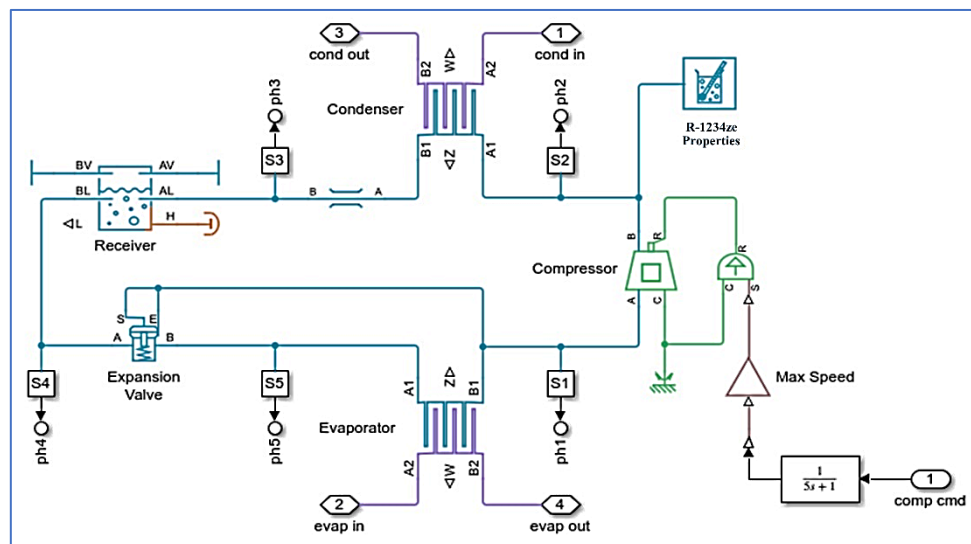 3
cond out
1
cond in
B2
W
A2
Condenser
B1
Z
A1
ph3
S3
ph2
S2
R-1234ze
Properties
BV
AV
BL
AL
L
H
Receiver
B
A
Compressor
B
R
A
C
R
C
S
S
E
A
B
Expansion
Valve
S4
ph4
S5
ph5
A1
Z
B1
Evaporator
A2
W
B2
2
evap in
4
evap out
S1
ph1
Max Speed
1
5s + 1
1
comp cmd